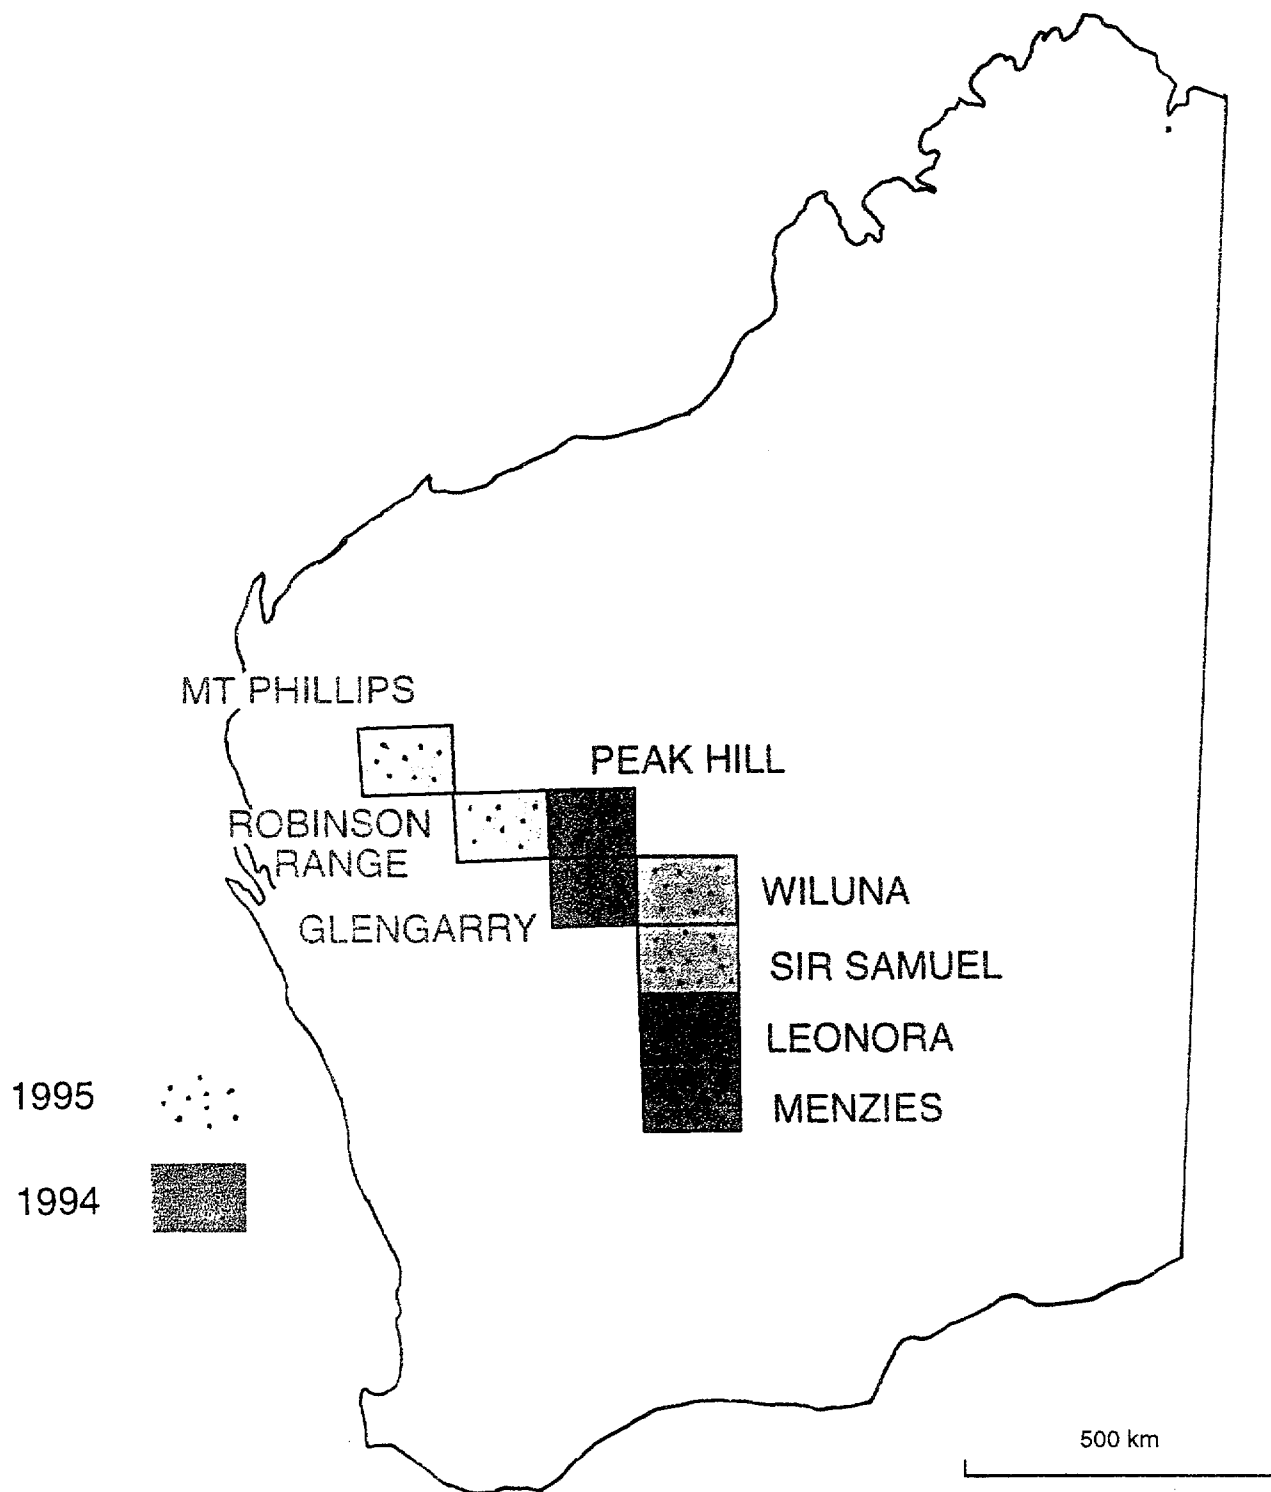 MT PHILLIPS
PEAK HILL
ROBINSON
RANGE
WILUNA
GLENGARRY
SIR SAMUEL
LEONORA
1995
MENZIES
1994
500 km